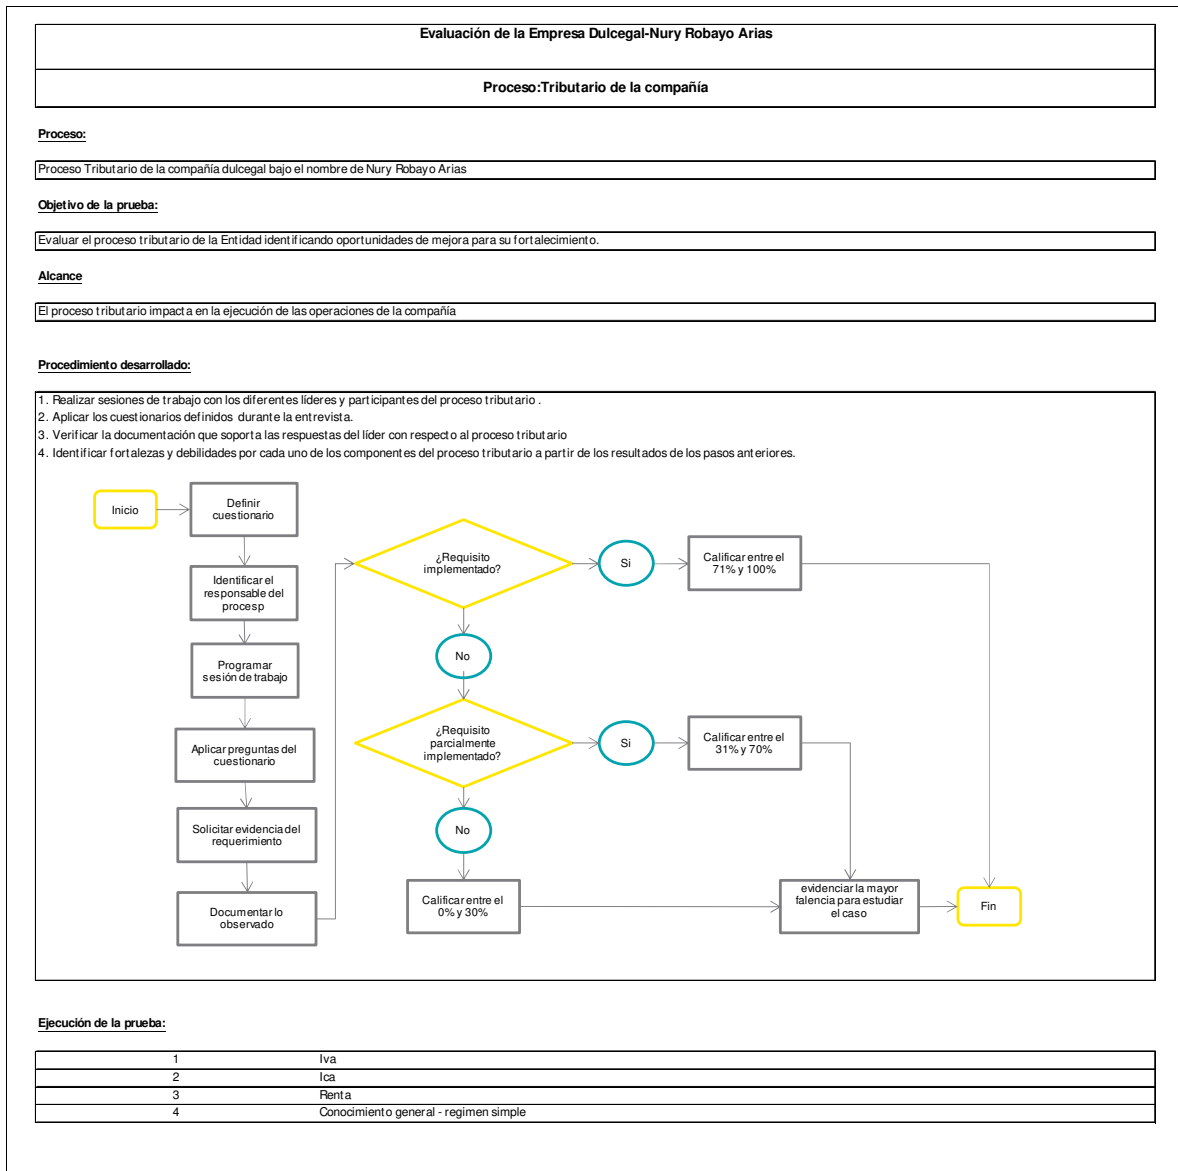 Evaluación de la Empresa Dulcegal-Nury Robayo Arias
Proceso:Tributario de la compañía
Proceso:
Proceso Tributario de la compañía dulcegal bajo el nombre de Nury Robayo Arias
Objetivo de la prueba:
Evaluar el proceso tributario de la Entidad identificando oportunidades de mejora para su fortalecimiento.
Alcance
El proceso tributario impacta en la ejecución de las operaciones de la compañía
Procedimiento desarrollado:
1. Realizar sesiones de trabajo con los diferentes líderes y participantes del proceso tributario .
2. Aplicar los cuestionarios definidos durante la entrevista.
3. Verificar la documentación que soporta las respuestas del líder con respecto al proceso tributario
4. Identificar fortalezas y debilidades por cada uno de los componentes del proceso tributario a partir de los resultados de los pasos anteriores.
Inicio
Definir
cuestionario
Identificar el
responsable del
procesp
Programar
sesión de trabajo
Aplicar preguntas del
cuestionario
Solicitar evidencia del
requerimiento
Documentar lo
observado
¿Requisito
implementado?
Si
Calificar entre el
71% y 100%
No
¿Requisito
parcialmente
implementado?
Si
Calificar entre el
31% y 70%
No
Calificar entre el
0% y 30%
evidenciar la mayor
falencia para estudiar
el caso
Fin
Ejecución de la prueba:
1 Iva
2 Ica
3 Renta
4 Conocimiento general - regimen simple